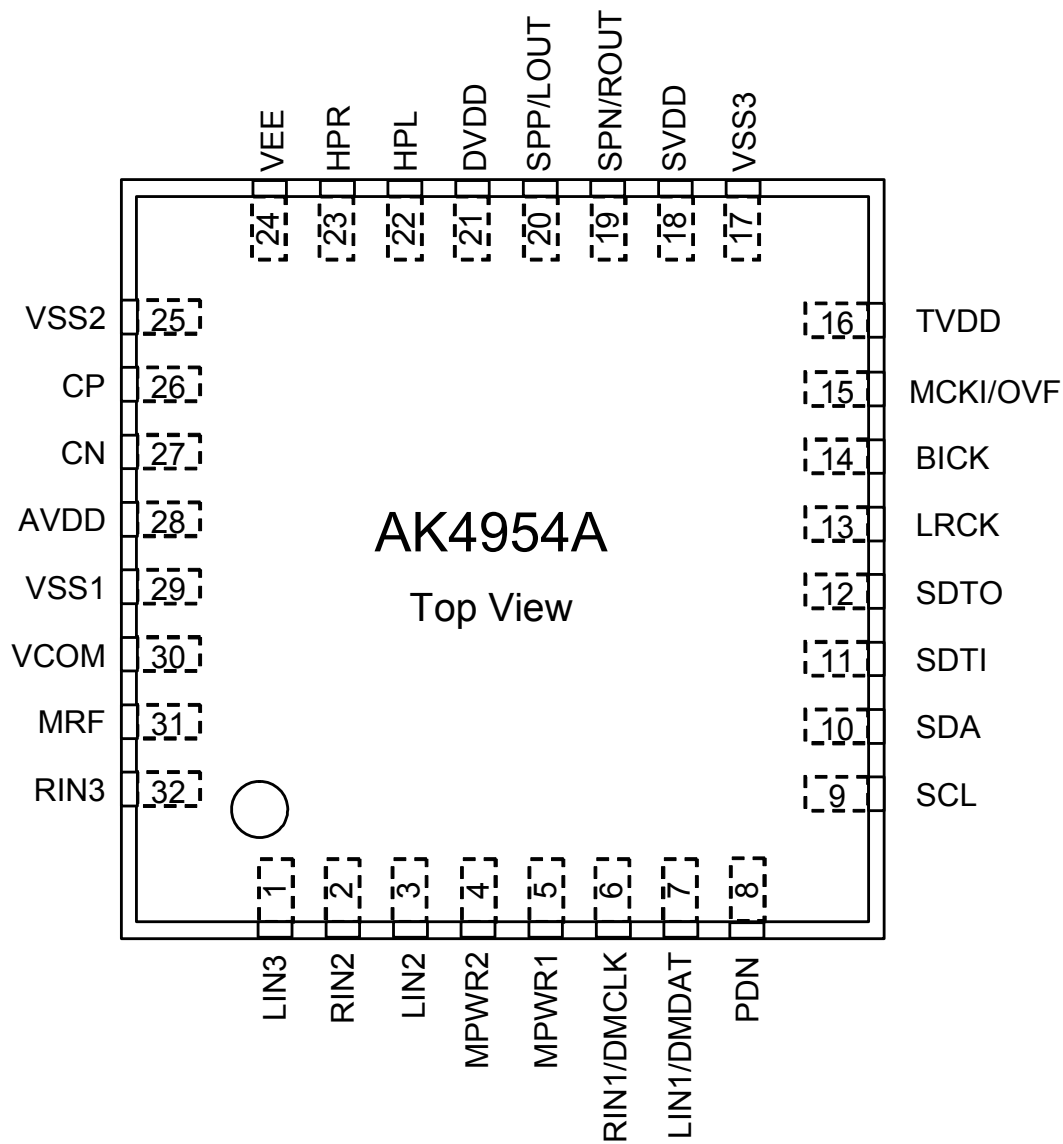 VEE
HPR
HPL
DVDD
SPP/LOUT
SPN/ROUT
SVDD
VSS3
24
23
22
21
20
19
18
17
VSS2 25
CP 26
CN 27
AVDD 28
VSS1 29
VCOM 30
MRF 31
RIN3 32
AK4954A
Top View
16 TVDD
15 MCKI/OVF
14 BICK
13 LRCK
12 SDTO
11 SDTI
10 SDA
9 SCL
1
2
3
4
5
6
7
8
LIN3
RIN2
LIN2
MPWR2
MPWR1
RIN1/DMCLK
LIN1/DMDAT
PDN